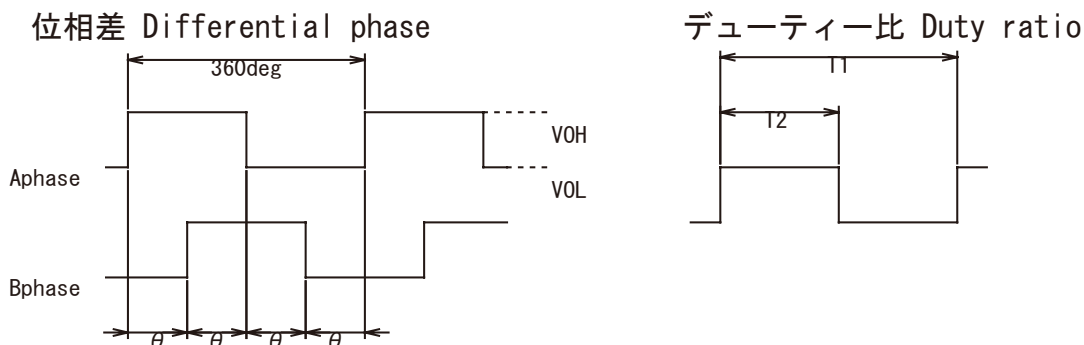 位相差 Differential phase
360deg
VOH
Aphase
VOL
Bphase
θ θ θ θ
デューティー比 Duty ratio
T1
T2